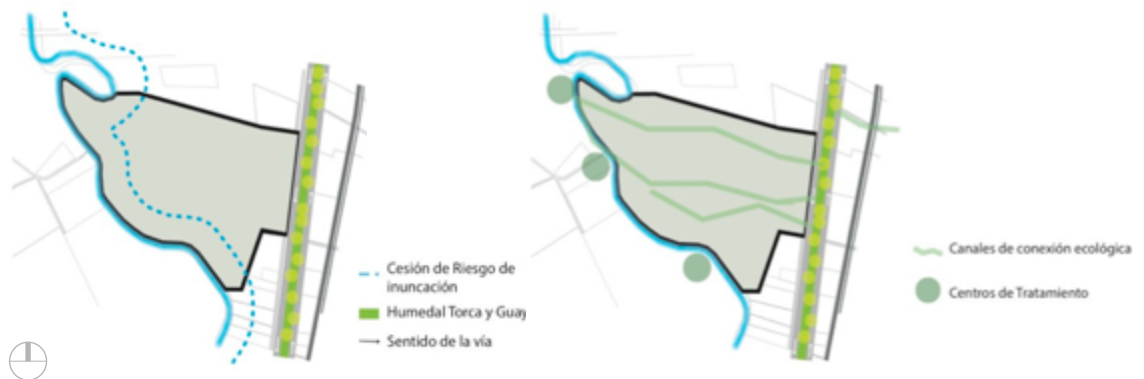 Cesión de Riesgo de
inuncación
Humedal Torca y Guay
Sentido de la vía
Canales de conexión ecológica
Centros de Tratamiento